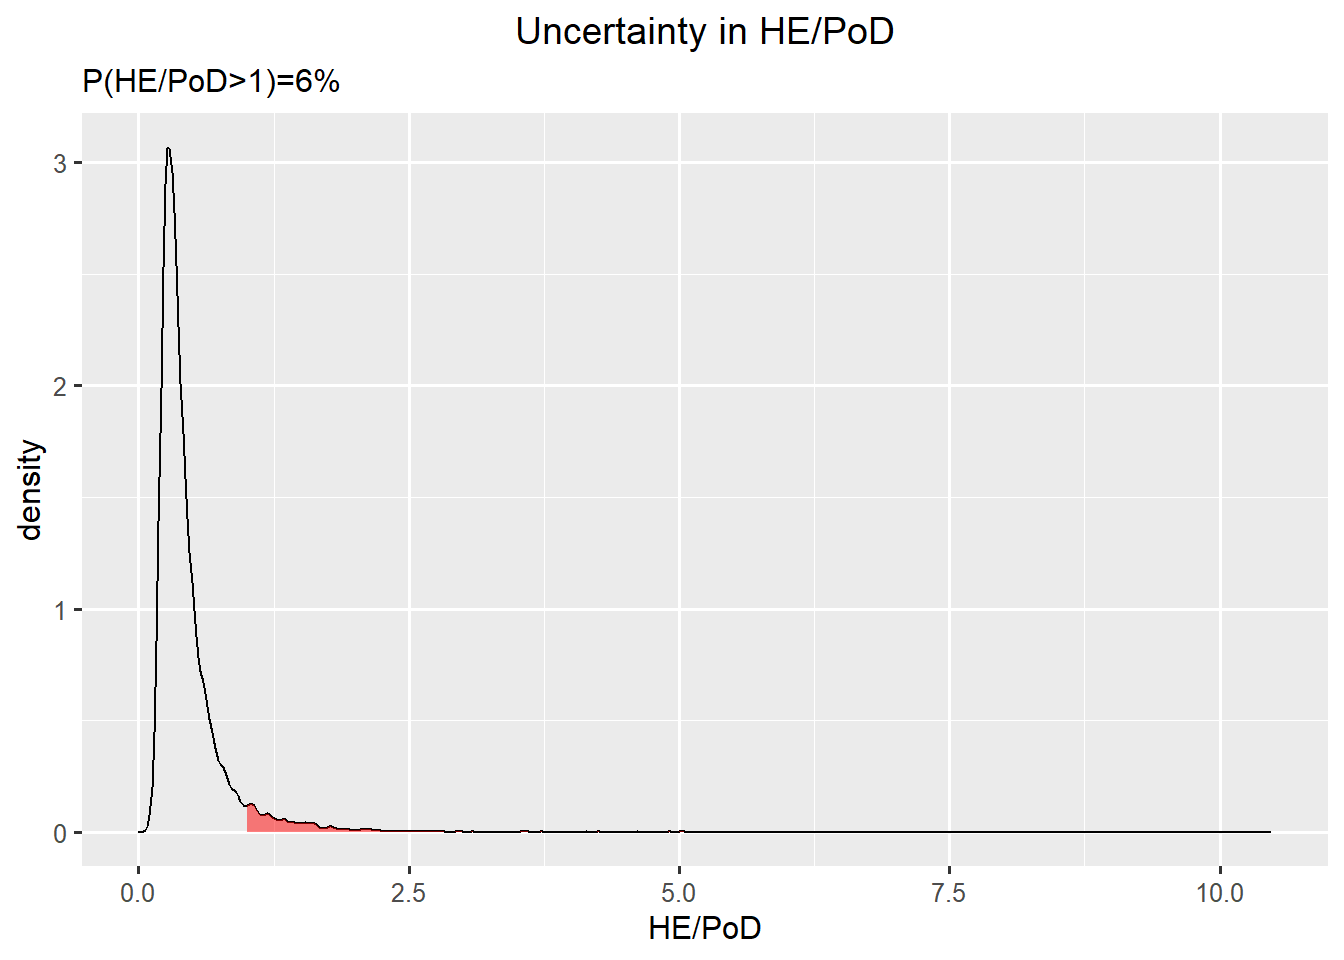 Uncertainty in HE/PoD
P(HE/PoD>1)=6%
3
2
1
0
density
0.0 2.5 5.0 7.5 10.0
HE/PoD